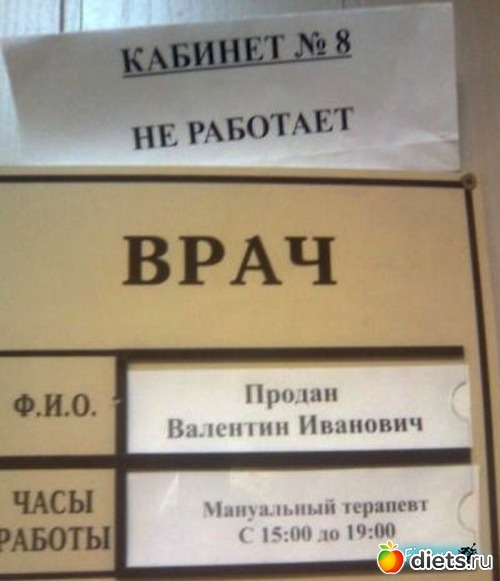 КАБИНЕТ № 8
НЕ РАБОТАЕТ
ВРАЧ
Ф.И.О.
Продан
Валентин Иванович
ЧАСЫ
РАБОТЫ
Мануальный терапевт
С 15:00 до 19:00
diets.ru